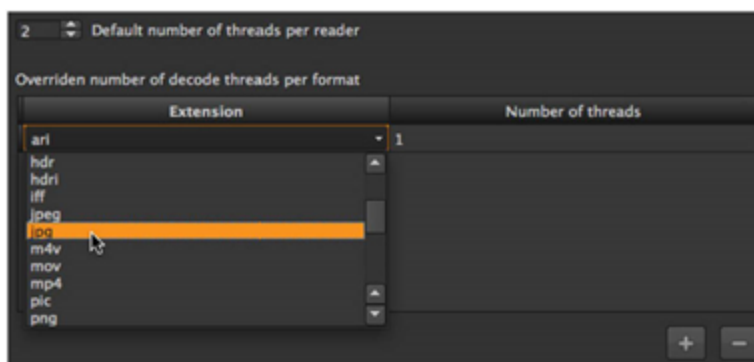 2 Default number of threads per reader
Overriden number of decode threads per format
Extension Number of threads
ari 1
hdr
hdri
iff
jpeg
jpg
m4v
mov
mp4
pic
png